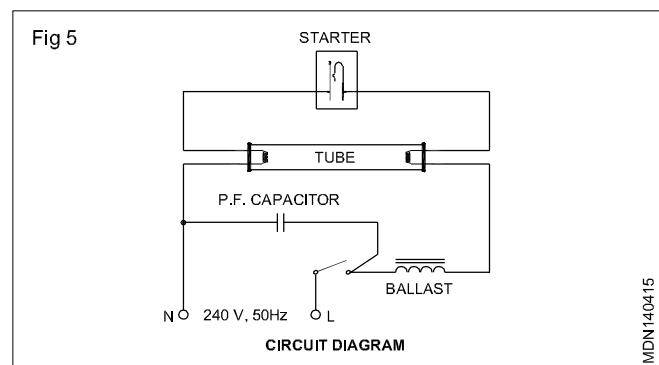 Fig 5
STARTER
TUBE
P.F. CAPACITOR
BALLAST
N 240 V, 50Hz L
CIRCUIT DIAGRAM
MDN140415